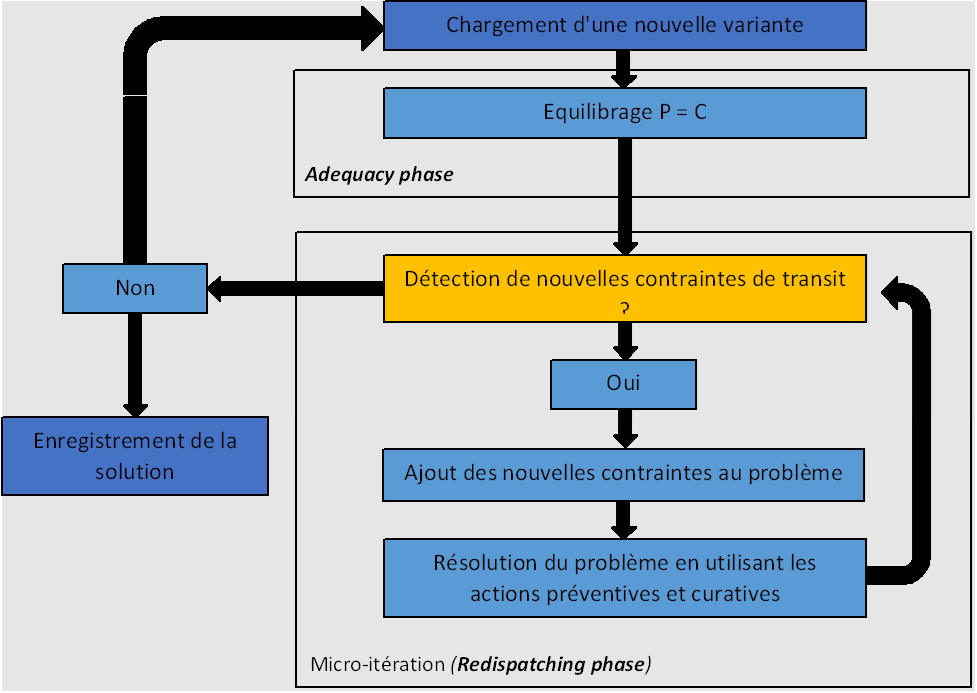 Chargement d'une nouvelle variante
Equilibrage P = C
Adequacy phase
Détection de nouvelles contraintes de transit
?
Non
Oui
Enregistrement de la
solution
Ajout des nouvelles contraintes au problème
Résolution du problème en utilisant les
actions préventives et curatives
Micro-itération (Redispatching phase)